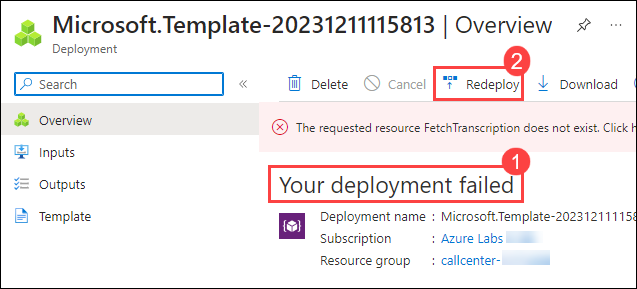 Microsoft.Template-20231211115813 | Overview
Deployment
Search
Overview
Inputs
Outputs
Template
2
Delete
Cancel
Redeploy
Download
The requested resource FetchTranscription does not exist. Click h
1
Your deployment failed
Deployment name : Microsoft.Template-202312111158
Subscription : Azure Labs
Resource group : callcenter-